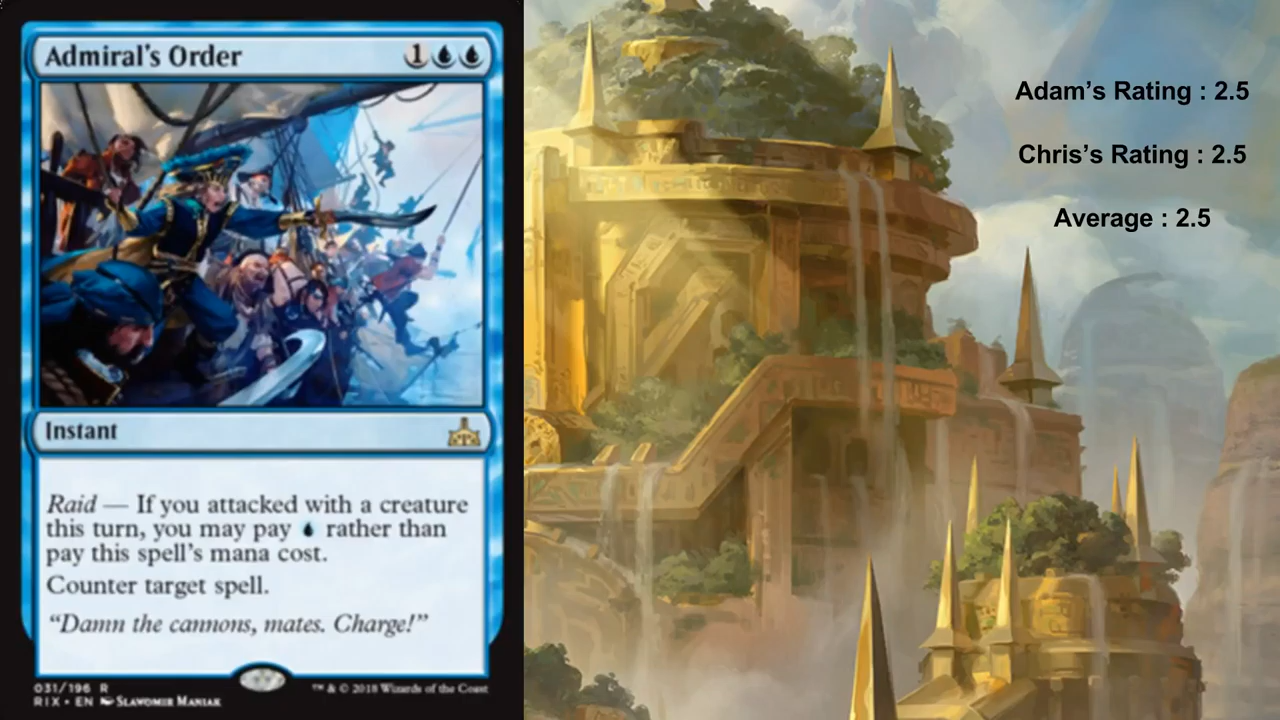 Admiral's Order 1
Instant
Raid — If you attacked with a creature
this turn, you may pay rather than
pay this spell's mana cost.
Counter target spell.
“Damn the cannons, mates. Charge!”
031/196 R
RIX • EN SLAWOMIR MANIAK
™ & © 2018 Wizards of the Coast
Adam’s Rating : 2.5
Chris’s Rating : 2.5
Average : 2.5